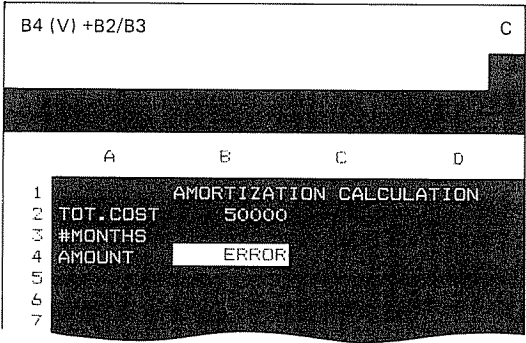 B4 (V) +B2/B3 C
A B C D
1 AMORTIZATION CALCULATION
2 TOT.COST 50000
3 #MONTHS
4 AMOUNT ERROR
5
6
7